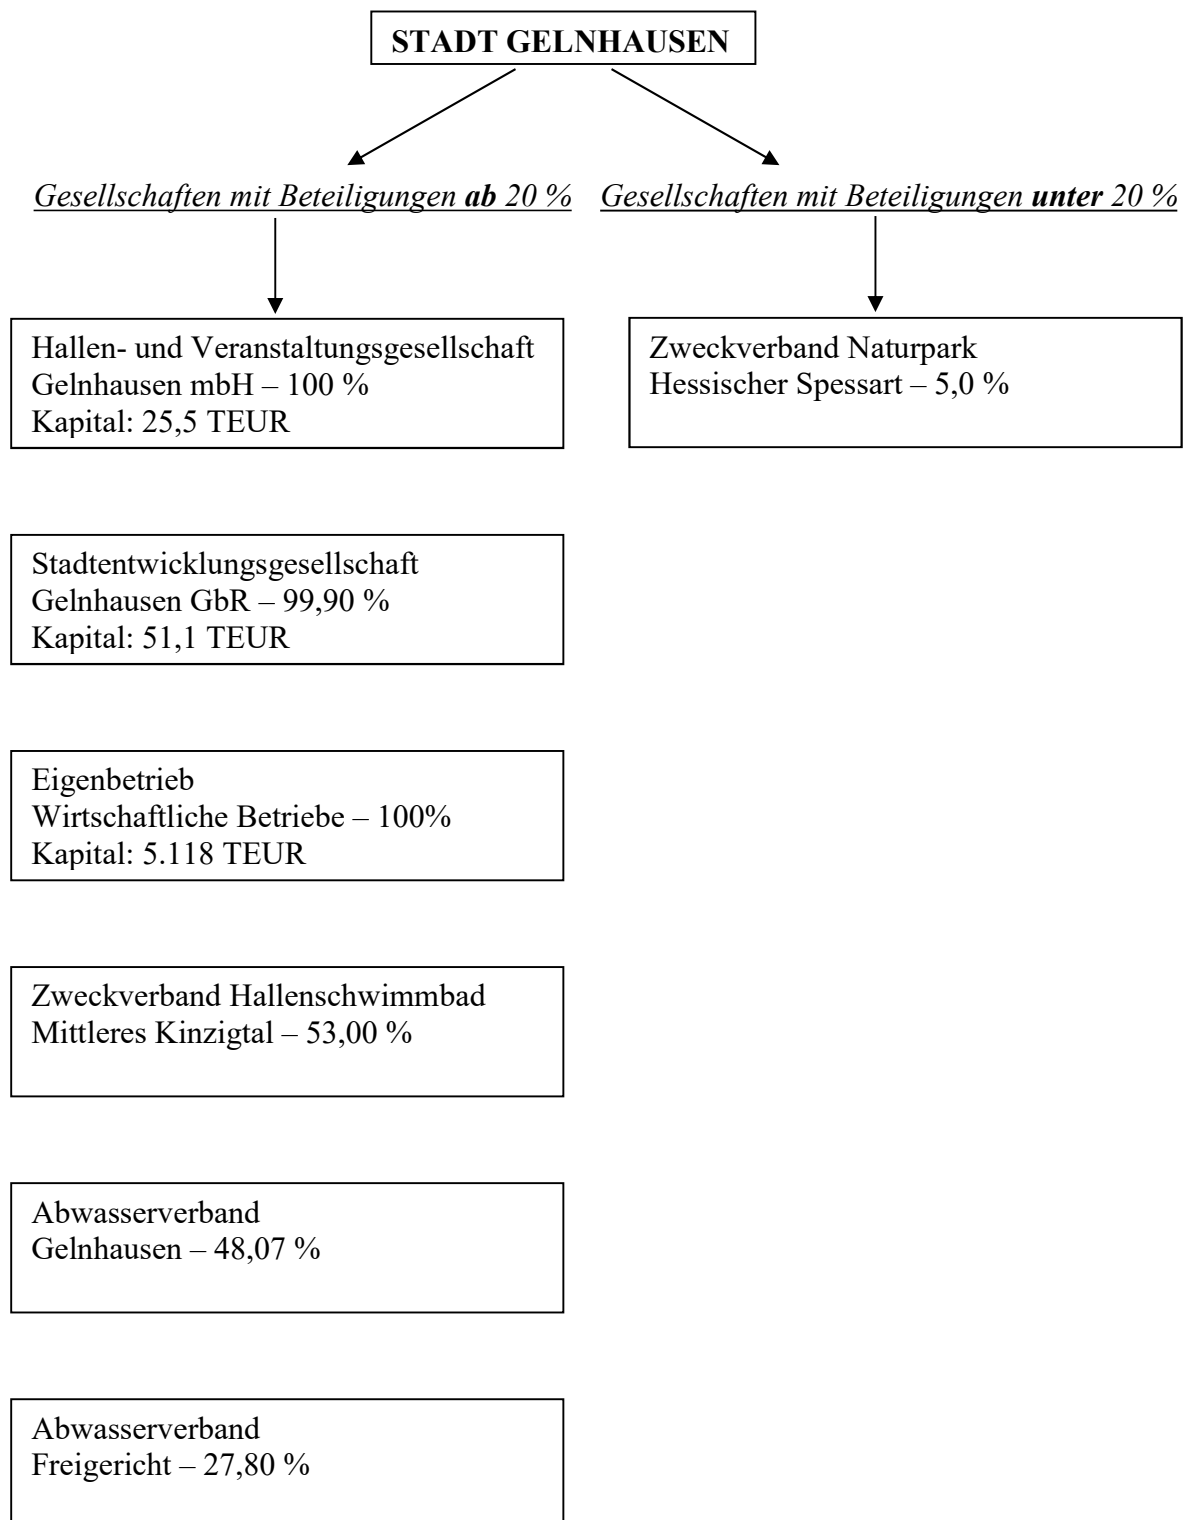 STADT GELNHAUSEN
Gesellschaften mit Beteiligungen ab 20 %
Gesellschaften mit Beteiligungen unter 20 %
Hallen- und Veranstaltungsgesellschaft
Gelnhausen mbH – 100 %
Kapital: 25,5 TEUR
Zweckverband Naturpark
Hessischer Spessart – 5,0 %
Stadtentwicklungsgesellschaft
Gelnhausen GbR – 99,90 %
Kapital: 51,1 TEUR
Eigenbetrieb
Wirtschaftliche Betriebe – 100%
Kapital: 5.118 TEUR
Zweckverband Hallenschwimmbad
Mittleres Kinzigtal – 53,00 %
Abwasserverband
Gelnhausen – 48,07 %
Abwasserverband
Freigericht – 27,80 %